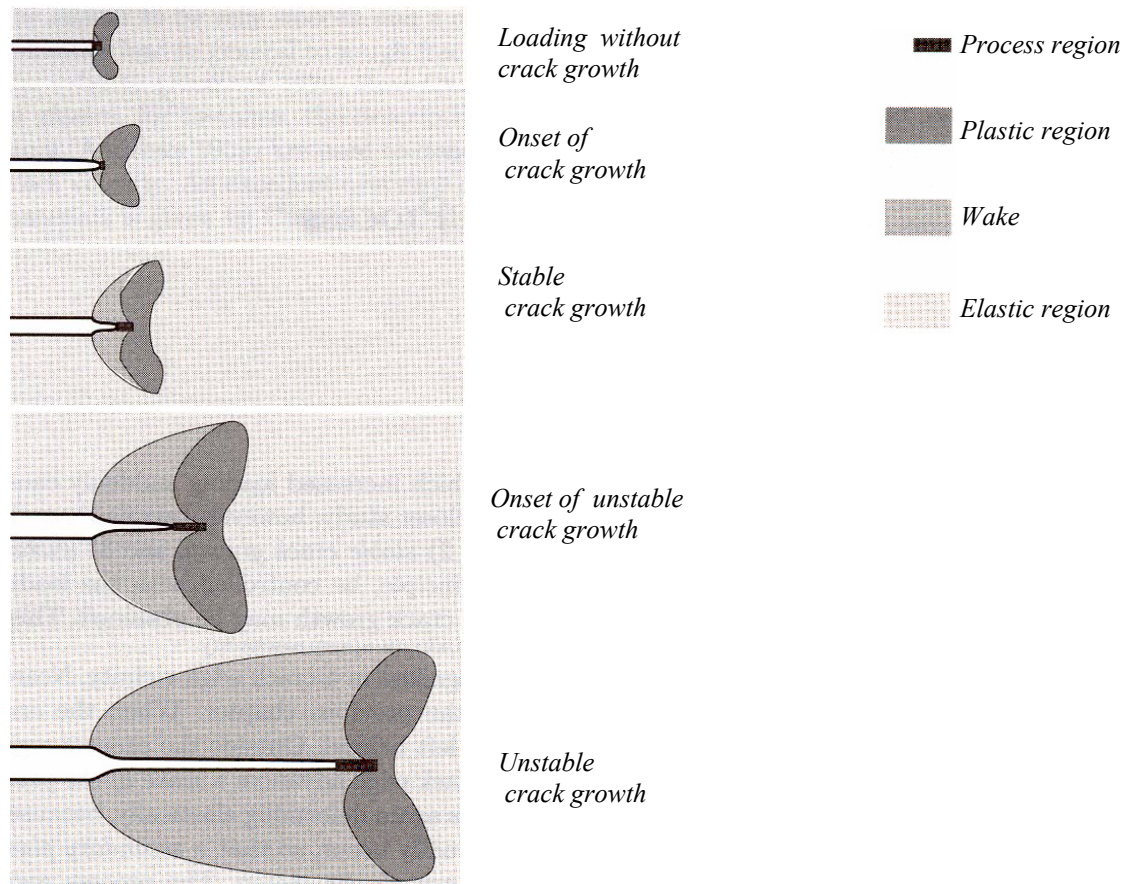 Loading without
crack growth
Onset of
crack growth
Stable
crack growth
Onset of unstable
crack growth
Unstable
crack growth
Process region
Plastic region
Wake
Elastic region